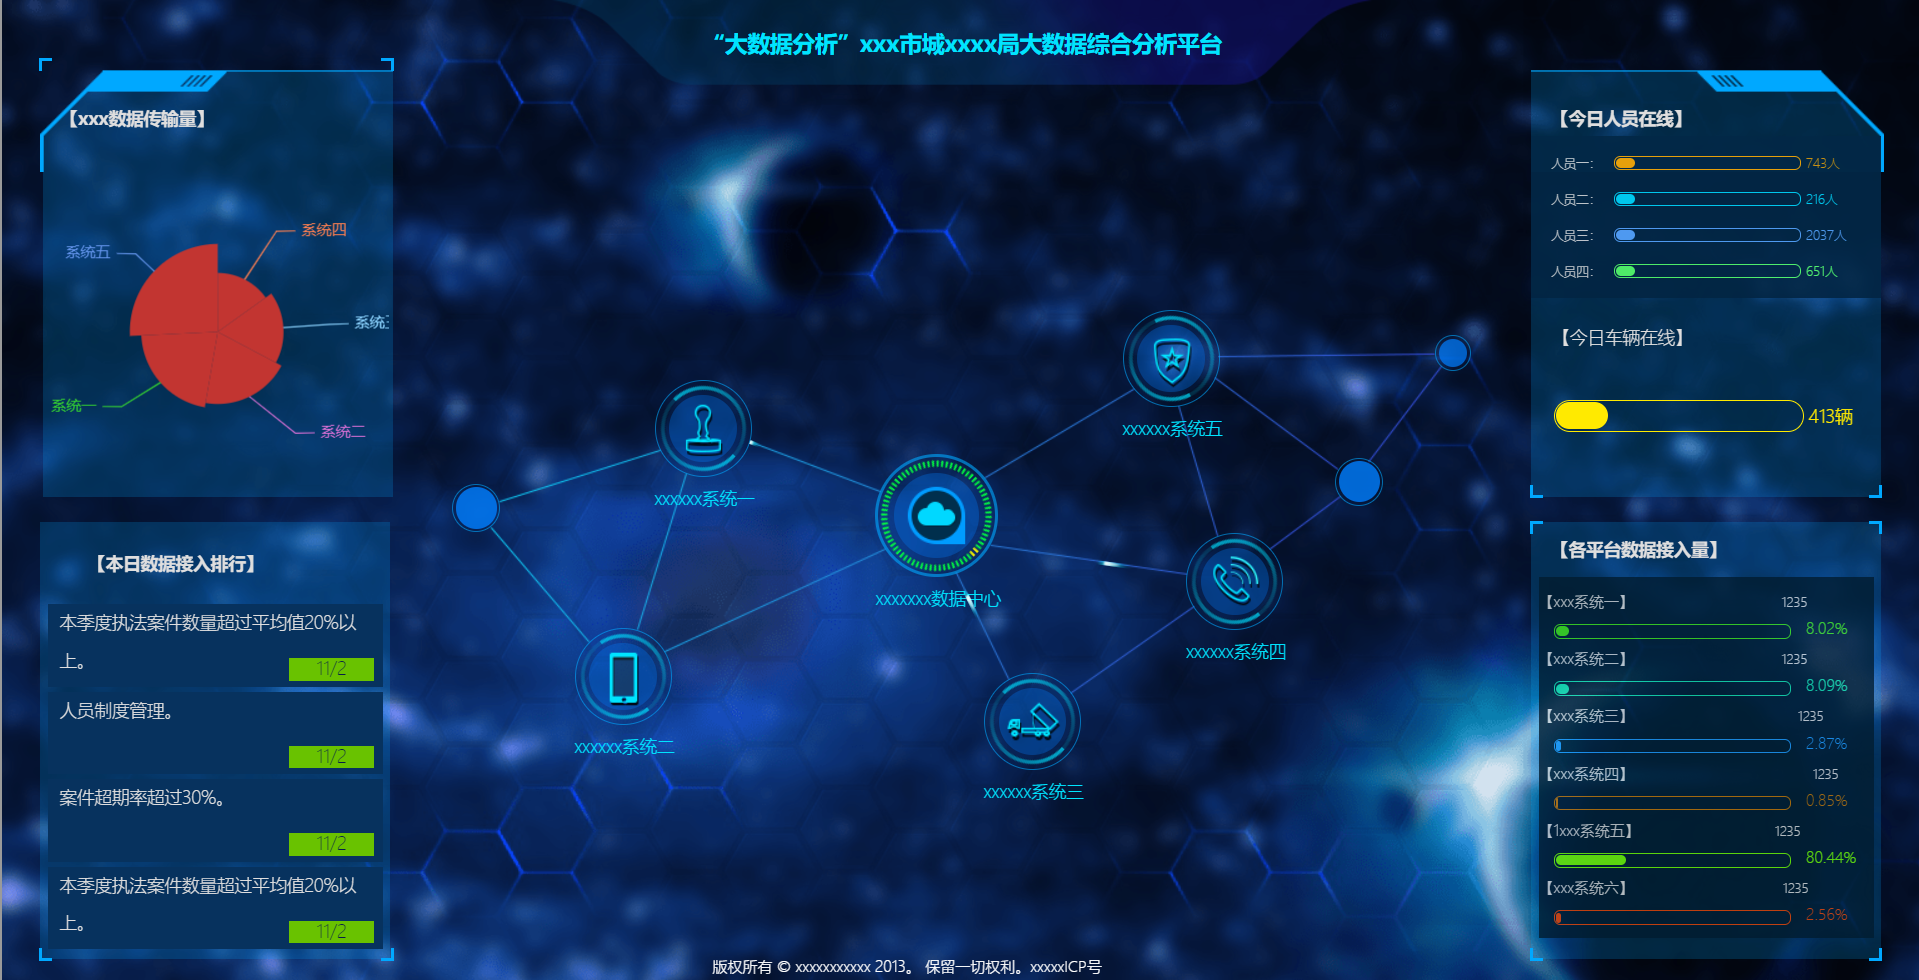 “大数据分析”xxx市城xxxx局大数据综合分析平台
【xxx数据传输量】
系统四
系统五
系统三
系统一
系统二
【本日数据接入排行】
本季度执法案件数量超过平均值20%以
上。
11/2
人员制度管理。
11/2
案件超期率超过30%。
11/2
本季度执法案件数量超过平均值20%以
上。
11/2
xxxxxx系统一
xxxxxx系统二
xxxxxxx数据中心
xxxxxx系统三
xxxxxx系统五
xxxxxx系统四
【今日人员在线】
人员一： 743人
人员二： 216人
人员三： 2037人
人员四： 651人
【今日车辆在线】
413辆
【各平台数据接入量】
【xxx系统一】 1235
8.02%
【xxx系统二】 1235
8.09%
【xxx系统三】 1235
2.87%
【xxx系统四】 1235
0.85%
【1xxx系统五】 1235
80.44%
【xxx系统六】 1235
2.56%
版权所有 © xxxxxxxxxxx 2013。 保留一切权利。xxxxxICP号